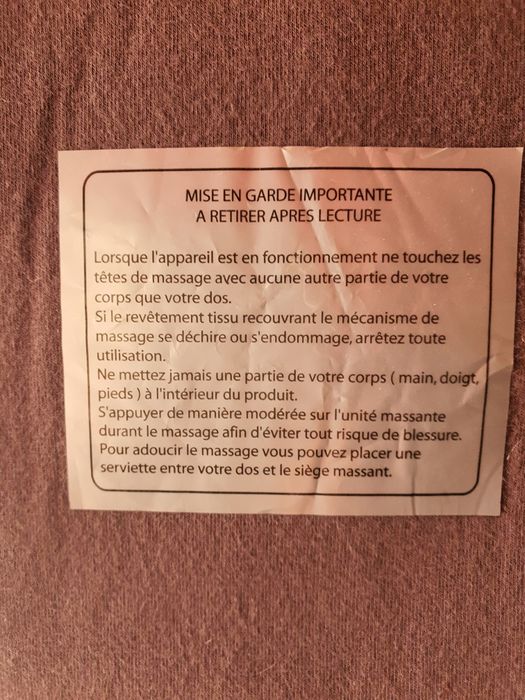 MISE EN GARDE IMPORTANTE
A RETIRER APRES LECTURE
Lorsque l'appareil est en fonctionnement ne touchez les
têtes de massage avec aucune autre partie de votre
corps que votre dos.
Si le revêtement tissu recouvrant le mécanisme de
massage se déchire ou s'endommage, arrêtez toute
utilisation.
Ne mettez jamais une partie de votre corps ( main, doigt,
pieds ) à l'intérieur du produit.
S'appuyer de manière modérée sur l'unité massante
durant le massage afin d'éviter tout risque de blessure.
Pour adoucir le massage vous pouvez placer une
serviette entre votre dos et le siège massant.